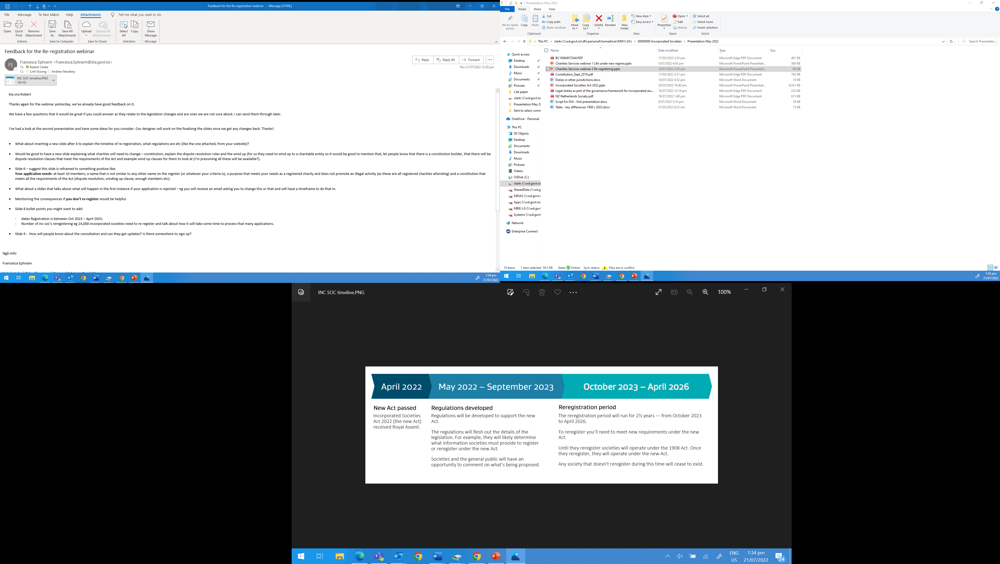 Feedback for the Re-registration webinar - Message (HTML)
File Message Te Reo Māori Help Attachments Tell me what you want to do
Open Quick Print Remove Attachment Save As Save All Attachments Upload Upload All Attachments Select All Copy Show Message
Actions Save to Computer Save to Cloud Selection Message
Feedback for the Re-registration webinar
FE
Francesca Ephraim <Francesca.Ephraim@dia.govt.nz>
To Robert Clarke
Cc Linh Duong; Andrew Newbery
Reply Reply All Forward
Thu 21/07/2022 12:29 pm
INC SOC timeline.PNG
188 KB
Kia ora Robert
Thanks again for the webinar yesterday, we've already have good feedback on it.
We have a few questions that it would be great if you could answer as they relate to the legislation changes and are ones we are not sure about. I can send them through later.
I've had a look at the second presentation and have some ideas for you consider. Our designer will work on the finalising the slides once we get any changes back. Thanks!
• What about inserting a new slide after 4 to explain the timeline of re-registration, what regulations are etc (like the one attached, from your website)?
• Would be good to have a new slide explaining what charities will need to change – constitution, explain the dispute resolution rules and the wind up (for us they need to wind up to a charitable entity so it would be good to mention that, let people know that there is a constitution builder, that there will be
dispute resolution clauses that meet the requirements of the Act and example wind up clauses for them to look at (I'm presuming all these will be available?).
• Slide 6 – suggest this slide is reframed to something positive like:
Your application needs: at least 10 members, a name that is not similar to any other name on the register (or whatever your criteria is), a purpose that meets your needs as a registered charity and does not promote an illegal activity (as these are all registered charities attending) and a constitution that
meets all the requirements of the Act (dispute resolution, winding up clause, enough members etc).
• What about a slides that talks about what will happen in the first instance if your application is rejected – eg you will receive an email asking you to change this or that and will have a timeframe to do that in.
• Mentioning the consequences if you don't re-register would be helpful.
• Slide 8 bullet points you might want to add:
- dates Registration is between Oct 2023 – April 2025.
- Number of inc soc's reregistering eg 24,000 incorporated societies need to re-register and talk about how it will take some time to process that many applications.
• Slide 9 - How will people know about the consultation and can they get updates? Is there somewhere to sign up?
Ngā mihi
Francesca Ephraim
1:34 pm
21/07/2022
Presentation May 2022
File Home Share View
Pin to Quick access Copy Paste Cut Copy path Paste shortcut Move to Copy to Delete Rename New folder New item Easy access Properties Open Edit History Select all Select none Invert selection
Clipboard Organize New Open Select
This PC > clarkr (\\wd.govt.nz\dfs\personal\homedrive\WNI1) (H:) > 00000000 Incorporated Societies > Presentation May 2022
Search Presentatio...
Name Date modified Type Size
BC10064972544.PDF 17/05/2022 2:35 pm Microsoft Edge PDF Document 401 KB
Charities Services webinar 1 Life under new regime.pptx 5/07/2022 4:05 pm Microsoft PowerPoint Presentati... 380 KB
Charities Services webinar 2 Re-registering.pptx 18/07/2022 3:55 pm Microsoft PowerPoint Presentati... 60 KB
Constitution_Sept_2019.pdf 17/05/2022 2:31 pm Microsoft Edge PDF Document 192 KB
Duties in other jurisdictions.docx 18/07/2022 4:52 pm Microsoft Word Document 16 KB
Incorporated Societies Act 2022.pptx 20/05/2022 10:40 am Microsoft PowerPoint Presentati... 9,921 KB
Legal duties as part of the governance framework for incorporated ass... 18/07/2022 12:16 pm Microsoft Edge PDF Document 252 KB
NZ Netherlands Society.pdf 18/07/2022 1:48 pm Microsoft Edge PDF Document 615 KB
Script for DIA - first presentation.docx 8/07/2022 5:10 pm Microsoft Word Document 16 KB
Table - key differences 1908 v 2022.docx 31/05/2022 9:23 am Microsoft Word Document 15 KB
Quick access
Desktop
Downloads
Music
Documents
Pictures
Cab paper
clarkr (\\wd.govt.nz
Presentation May 20
Sent to select comn
OneDrive - Personal
This PC
3D Objects
Desktop
Documents
Downloads
Music
Pictures
Videos
OSDisk (C:)
clarkr (\\wd.govt.nz
SharedData (\\wd.g
MIDAS (\\wd.govt.r
Apps (\\wd.govt.nz
MBIE-LG (\\wd.gov
Systems (\\wd.govt
Network
Enterprise Connect
10 items 1 item selected 59.3 KB State: Online Sync status: Files are in conflict
1:34 pm
21/07/2022
INC SOC timeline.PNG
100%
April 2022 May 2022 – September 2023 October 2023 – April 2026
New Act passed
Incorporated Societies
Act 2022 (the new Act)
received Royal Assent.
Regulations developed
Regulations will be developed to support the new
Act.
The regulations will flesh out the details of the
legislation. For example, they will likely determine
what information societies must provide to register
or reregister under the new Act.
Societies and the general public will have an
opportunity to comment on what's being proposed.
Reregistration period
The reregistration period will run for 2½ years — from October 2023
to April 2026.
To reregister you'll need to meet new requirements under the new
Act.
Until they reregister societies will operate under the 1908 Act. Once
they reregister, they will operate under the new Act.
Any society that doesn't reregister during this time will cease to exist.
ENG
US
1:34 pm
21/07/2022
24